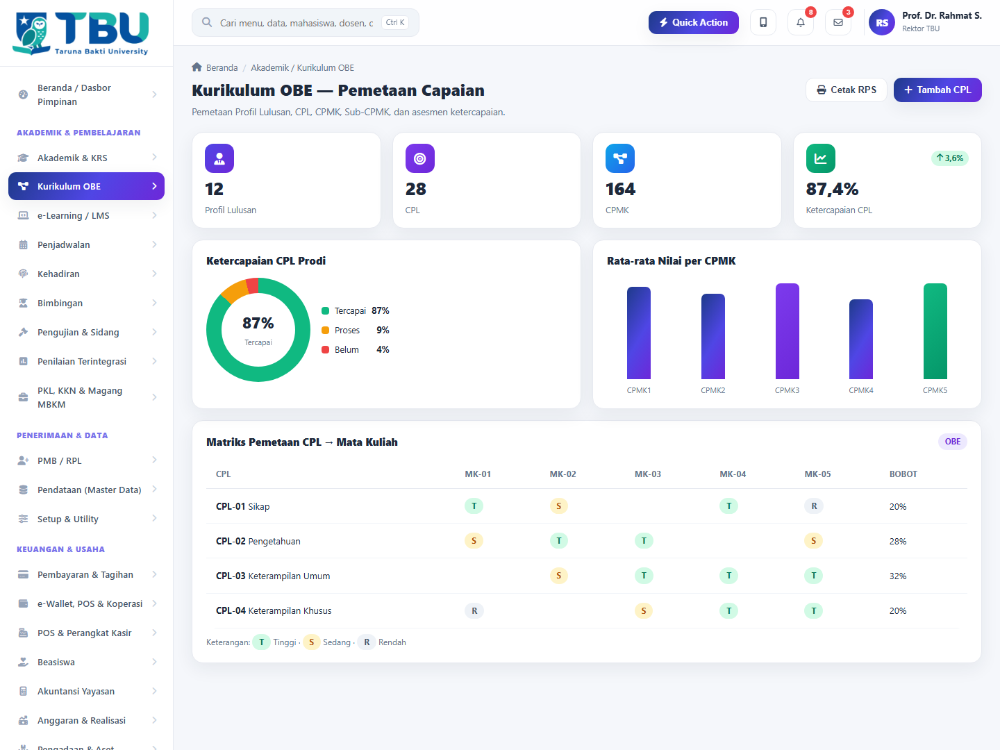 TBU
Taruna Bakti University
Cari menu, data, mahasiswa, dosen, c
Ctrl K
Quick Action
8
3
RS
Prof. Dr. Rahmat S.
Rektor TBU
Beranda / Dasbor
Pimpinan
AKADEMIK & PEMBELAJARAN
Akademik & KRS
Kurikulum OBE
e-Learning / LMS
Penjadwalan
Kehadiran
Bimbingan
Pengujian & Sidang
Penilaian Terintegrasi
PKL, KKN & Magang
MBKM
PENERIMAAN & DATA
PMB / RPL
Pendataan (Master Data)
Setup & Utility
KEUANGAN & USAHA
Pembayaran & Tagihan
e-Wallet, POS & Koperasi
POS & Perangkat Kasir
Beasiswa
Akuntansi Yayasan
Anggaran & Realisasi
Pengadaan & Aset
Beranda / Akademik / Kurikulum OBE
Kurikulum OBE — Pemetaan Capaian
Pemetaan Profil Lulusan, CPL, CPMK, Sub-CPMK, dan asesmen ketercapaian.
Cetak RPS
Tambah CPL
12
Profil Lulusan
28
CPL
164
CPMK
↑ 3,6%
87,4%
Ketercapaian CPL
Ketercapaian CPL Prodi
87%
Tercapai
Tercapai 87%
Proses 9%
Belum 4%
Rata-rata Nilai per CPMK
CPMK1 CPMK2 CPMK3 CPMK4 CPMK5
Matriks Pemetaan CPL → Mata Kuliah
OBE
CPL MK-01 MK-02 MK-03 MK-04 MK-05 BOBOT
CPL-01 Sikap T S T R 20%
CPL-02 Pengetahuan S T T S 28%
CPL-03 Keterampilan Umum S T T T 32%
CPL-04 Keterampilan Khusus R S T T 20%
Keterangan: T Tinggi · S Sedang · R Rendah